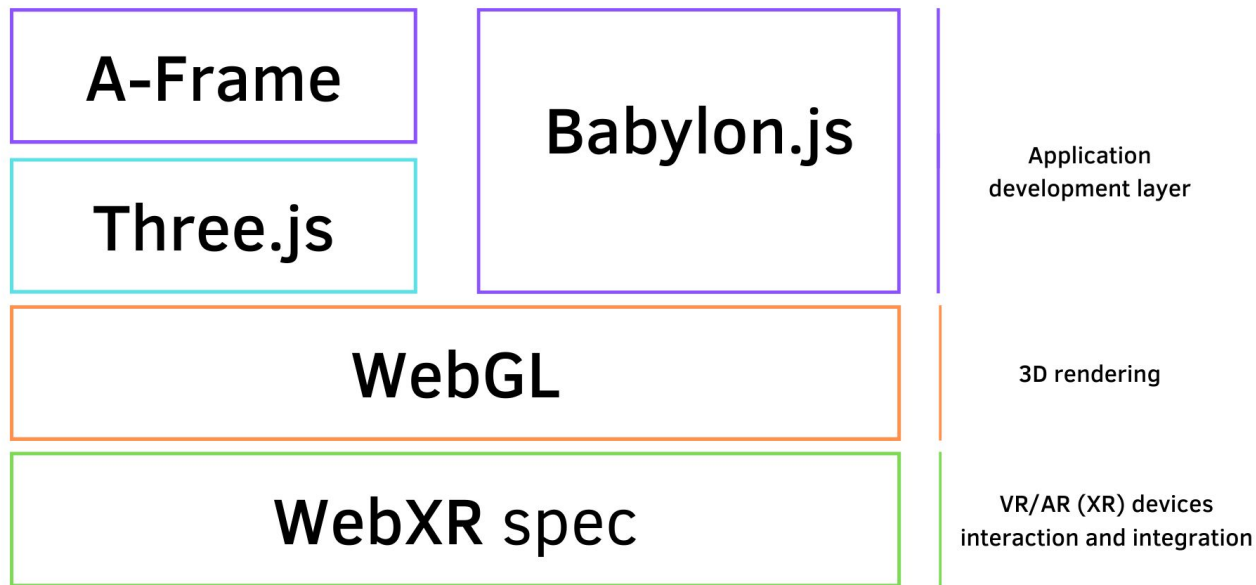 A-Frame
Babylon.js
Three.js
Application
development layer
WebGL
3D rendering
WebXR spec
VR/AR (XR) devices
interaction and integration